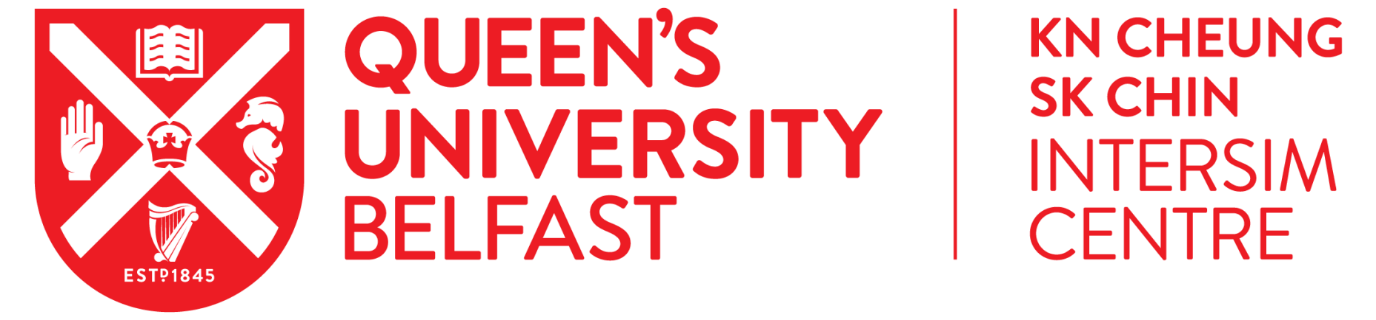 QUEEN'S
UNIVERSITY
BELFAST
ESTD1845
KN CHEUNG
SK CHIN
INTERSIM
CENTRE